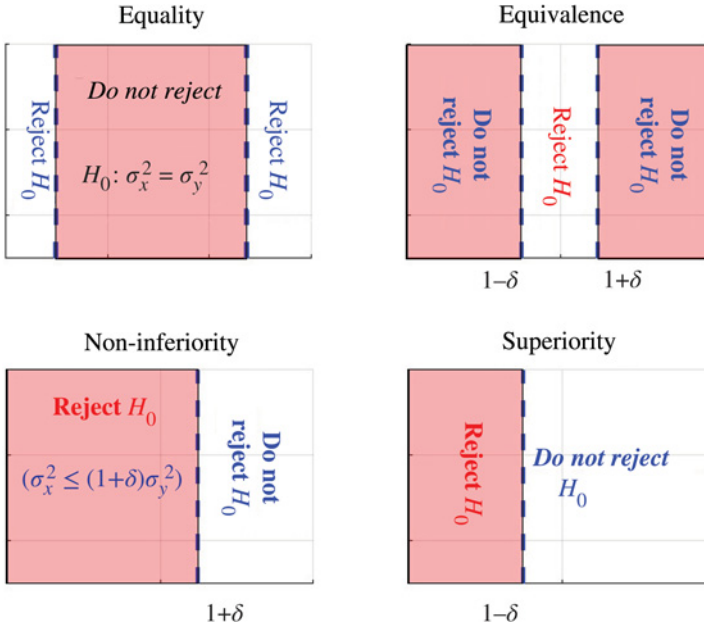 Equality
Reject H₀
Do not reject
H₀: σₓ² = σᵧ²
Reject H₀
Equivalence
Do not
reject H₀
Reject H₀
Do not
reject H₀
1–δ
1+δ
Non-inferiority
Reject H₀
(σₓ² ≤ (1+δ)σᵧ²)
Do not
reject H₀
1+δ
Superiority
Reject H₀
Do not reject
H₀
1–δ